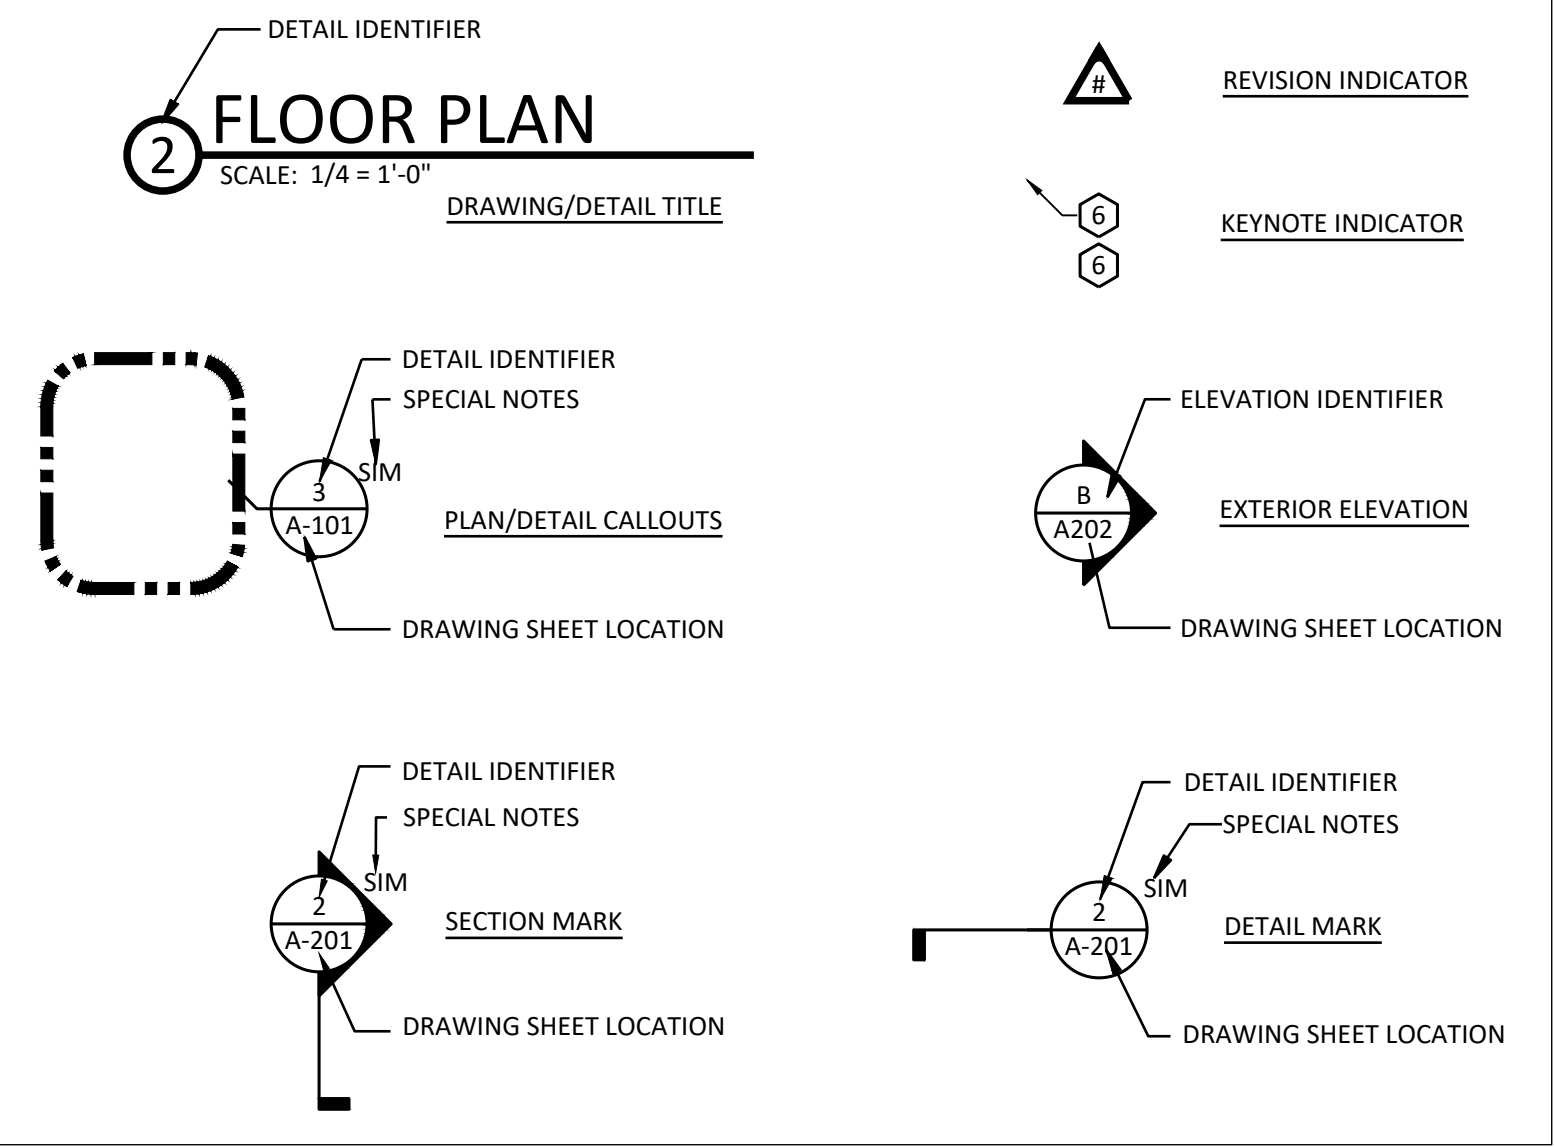 DETAIL IDENTIFIER
2
FLOOR PLAN
SCALE: 1/4 = 1'-0"
DRAWING/DETAIL TITLE
#
REVISION INDICATOR
6
KEYNOTE INDICATOR
6
DETAIL IDENTIFIER
SPECIAL NOTES
SIM
3
A-101
PLAN/DETAIL CALLOUTS
DRAWING SHEET LOCATION
ELEVATION IDENTIFIER
B
A202
EXTERIOR ELEVATION
DRAWING SHEET LOCATION
DETAIL IDENTIFIER
SPECIAL NOTES
SIM
2
A-201
SECTION MARK
DRAWING SHEET LOCATION
DETAIL IDENTIFIER
SPECIAL NOTES
SIM
2
A-201
DETAIL MARK
DRAWING SHEET LOCATION